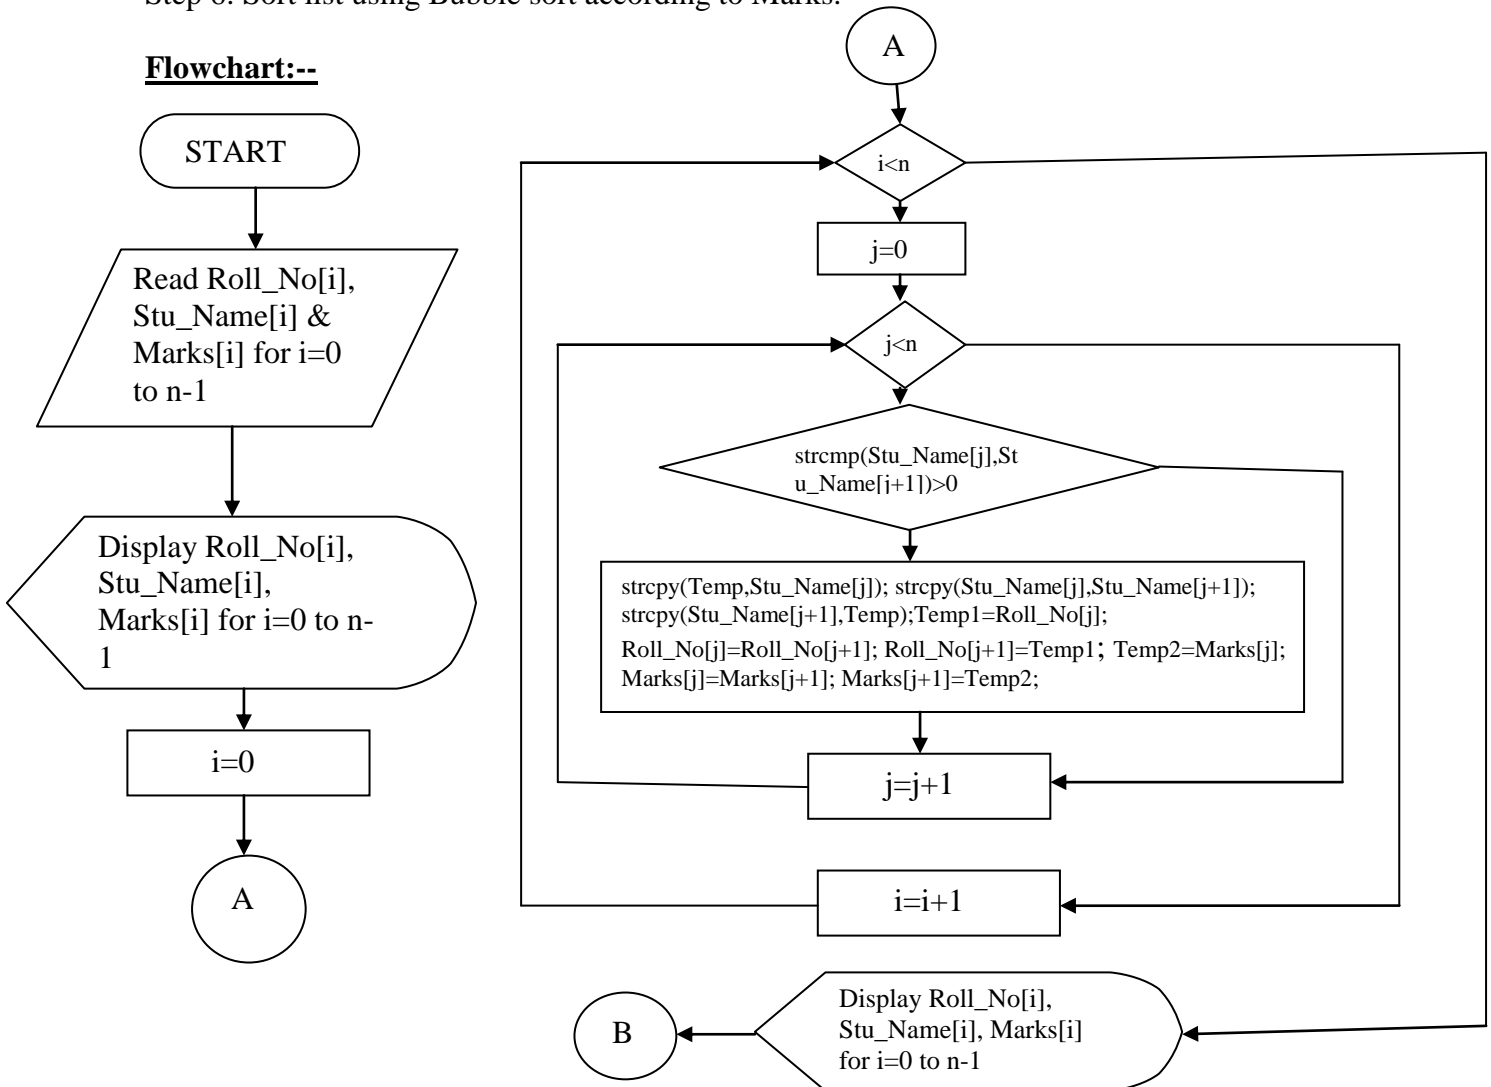 Step 6: Sort list using Bubble sort according to Marks.
Flowchart:--
START
Read Roll_No[i],
Stu_Name[i] &
Marks[i] for i=0
to n-1
Display Roll_No[i],
Stu_Name[i],
Marks[i] for i=0 to n-
1
i=0
A
A
i<n
j=0
j<n
strcmp(Stu_Name[j],St
u_Name[j+1])>0
strcpy(Temp,Stu_Name[j]); strcpy(Stu_Name[j],Stu_Name[j+1]);
strcpy(Stu_Name[j+1],Temp);Temp1=Roll_No[j];
Roll_No[j]=Roll_No[j+1]; Roll_No[j+1]=Temp1; Temp2=Marks[j];
Marks[j]=Marks[j+1]; Marks[j+1]=Temp2;
j=j+1
i=i+1
Display Roll_No[i],
Stu_Name[i], Marks[i]
for i=0 to n-1
B